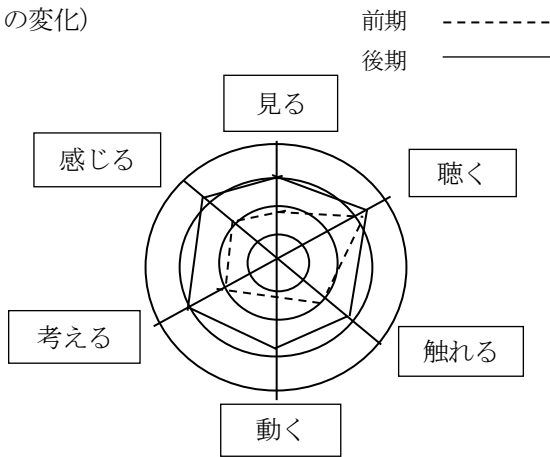 の変化）
前期
後期
見る
感じる
聴く
考える
触れる
動く